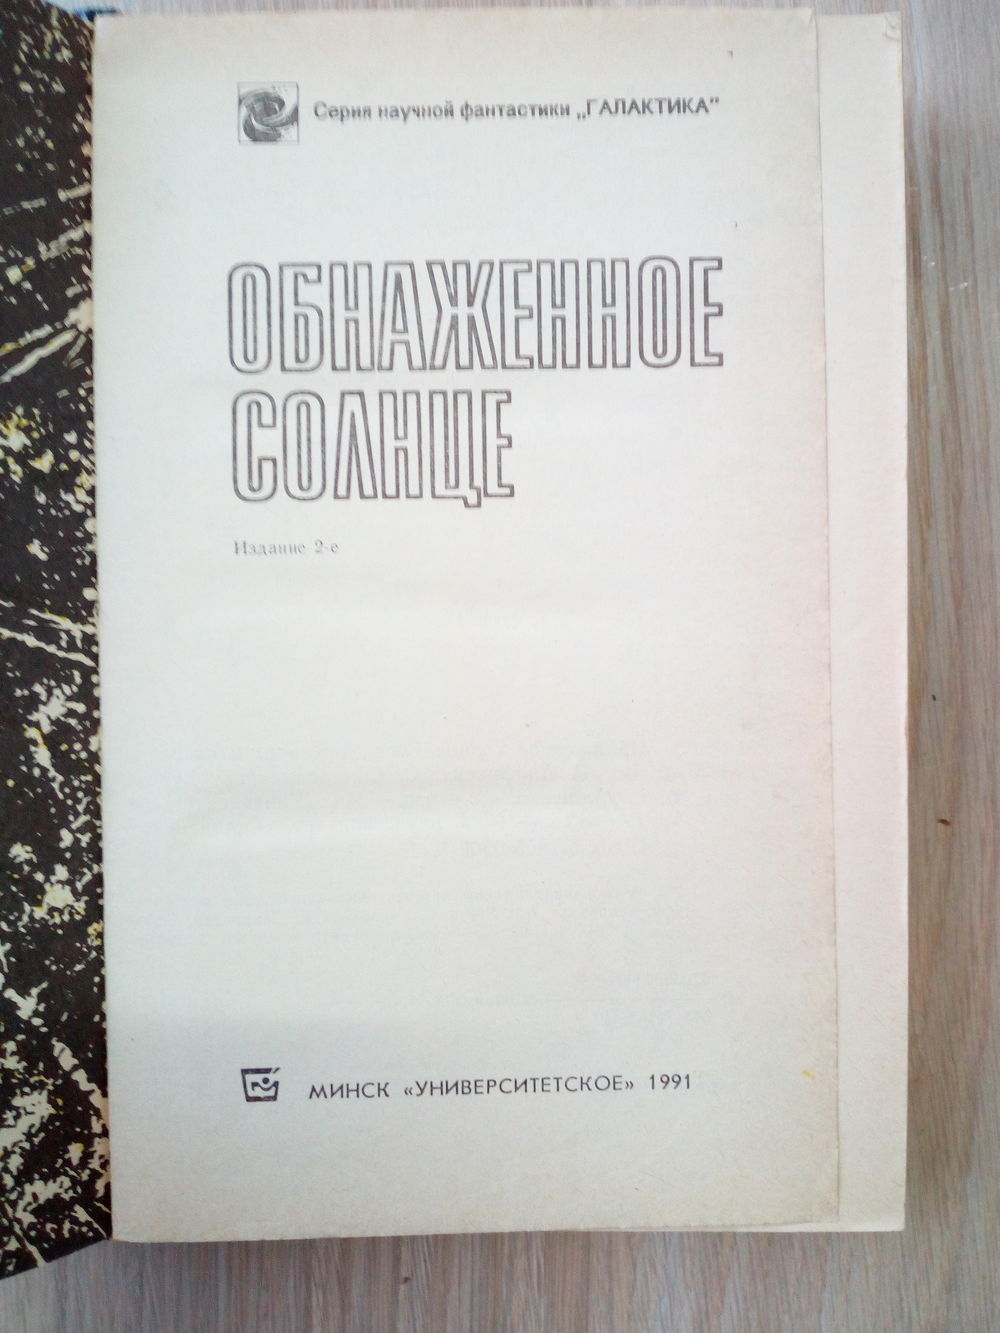 Серия научной фантастики „ГАЛАКТИКА”
ОБНАЖЕННОЕ
СОЛНЦЕ
Издание 2-е
МИНСК «УНИВЕРСИТЕТСКОЕ» 1991